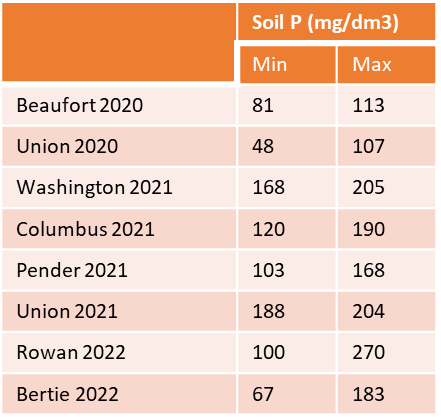 Soil P (mg/dm3)
Min Max
Beaufort 2020 81 113
Union 2020 48 107
Washington 2021 168 205
Columbus 2021 120 190
Pender 2021 103 168
Union 2021 188 204
Rowan 2022 100 270
Bertie 2022 67 183